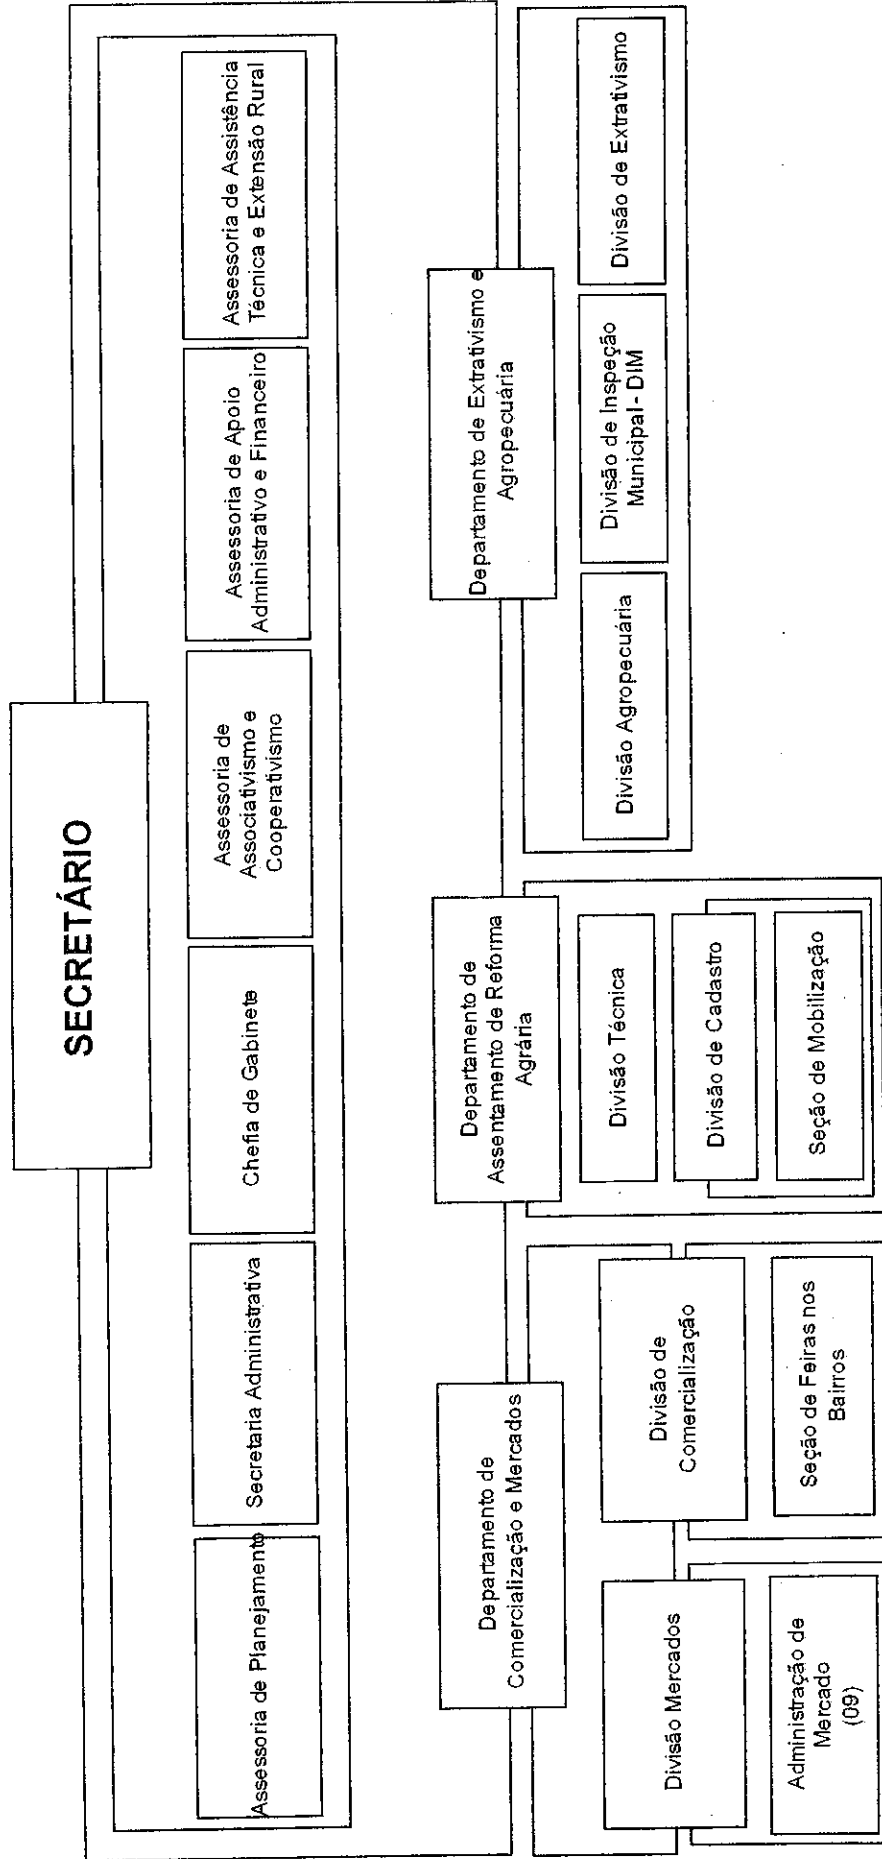 SECRETÁRIO
Assessoria de Planejamento
Secretaria Administrativa
Chefia de Gabinete
Assessoria de
Associativismo e
Cooperativismo
Assessoria de Apoio
Administrativo e Financeiro
Assessoria de Assistência
Técnica e Extensão Rural
Departamento de
Comercialização e Mercados
Departamento de
Assentamento de Reforma
Agrária
Departamento de Extrativismo e
Agropecuária
Divisão Mercados
Administração de
Mercado
(09)
Divisão de
Comercialização
Seção de Feiras nos
Bairros
Divisão Técnica
Divisão de Cadastro
Seção de Mobilização
Divisão Agropecuária
Divisão de Inspeção
Municipal - DIM
Divisão de Extrativismo